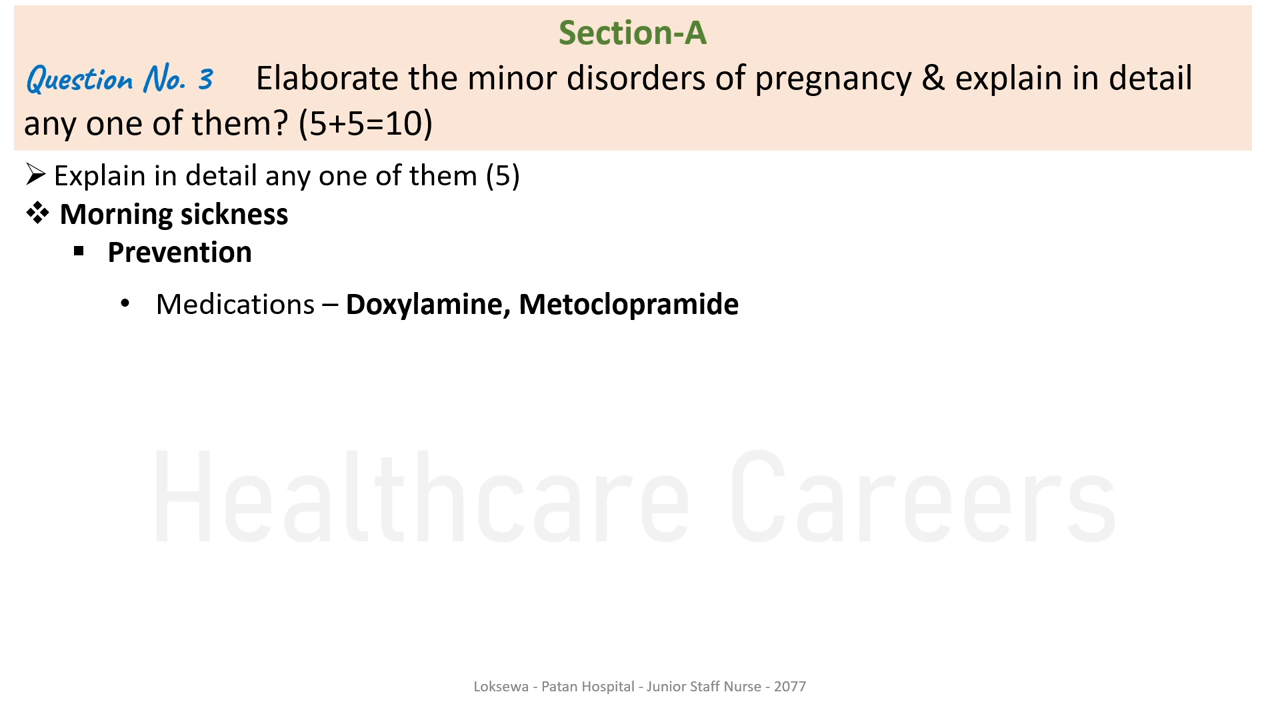 Section-A
Question No. 3 Elaborate the minor disorders of pregnancy & explain in detail
any one of them? (5+5=10)
➢ Explain in detail any one of them (5)
❖ Morning sickness
▪ Prevention
• Medications – Doxylamine, Metoclopramide
Healthcare Careers
Loksewa - Patan Hospital - Junior Staff Nurse - 2077